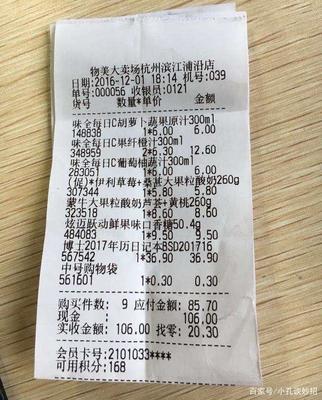 物美大卖场杭州滨江浦沿店
日期:2016-12-01 18:14 机号:039
单号:000056 收银员:0121
货号 数量*单价 金额
味全每日C胡萝卜蔬果原汁300ml
148838 1*6.00 6.00
味全每日C果纤橙汁300ml
348959 2*6.30 12.60
味全每日C葡萄柚汁300ml
283051 1*6.00 6.00
(促)*伊利草莓+桑葚大果粒酸奶260g
307344 1*5.80 5.80
蒙牛大果粒酸奶芦荟+黄桃260g
323518 1*8.60 8.60
炫迈跃动鲜果味口香糖50.4g
484083 1*9.50 9.50
博士2017年历日记本BSD201716
567542 1*36.90 36.90
中号购物袋
561601 1*0.30 0.30
购买件数: 9 应付金额: 85.70
现金: 106.00
实收金额: 106.00 找零: 20.30
会员卡号:2101033****
可用积分:168
百家号/小孔谈妙招